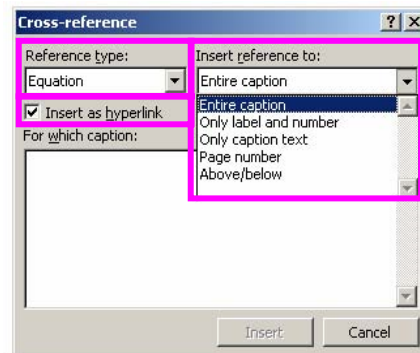 Cross-reference
Reference type:
Insert reference to:
Equation
Entire caption
Insert as hyperlink
Entire caption
Only label and number
Only caption text
Page number
Above/below
For which caption:
Insert
Cancel